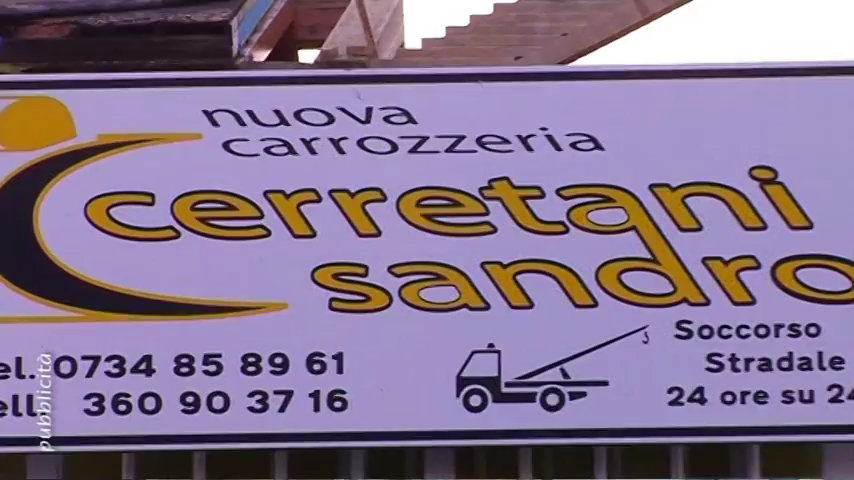 nuova
carrozzeria
cerretani
sandro
el. 0734 85 89 61
ell. 360 90 37 16
Soccorso
Stradale
24 ore su 24
pubblicità